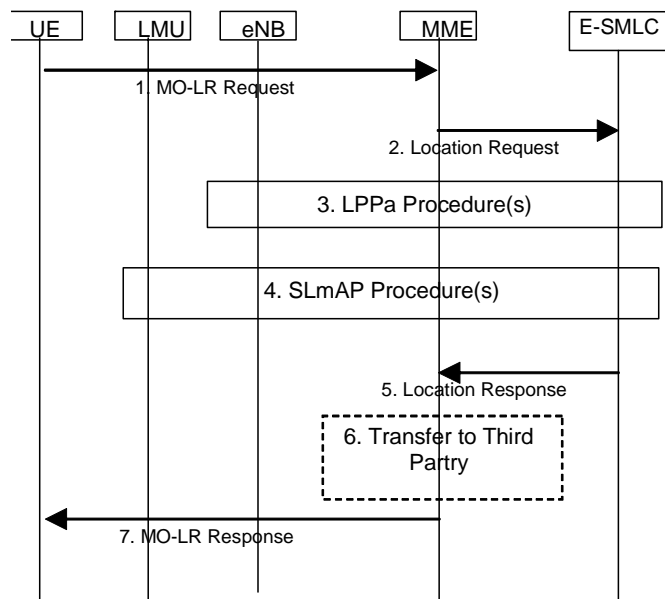 UE LMU eNB MME E-SMLC
1. MO-LR Request
2. Location Request
3. LPPa Procedure(s)
4. SLmAP Procedure(s)
5. Location Response
6. Transfer to Third
Partry
7. MO-LR Response